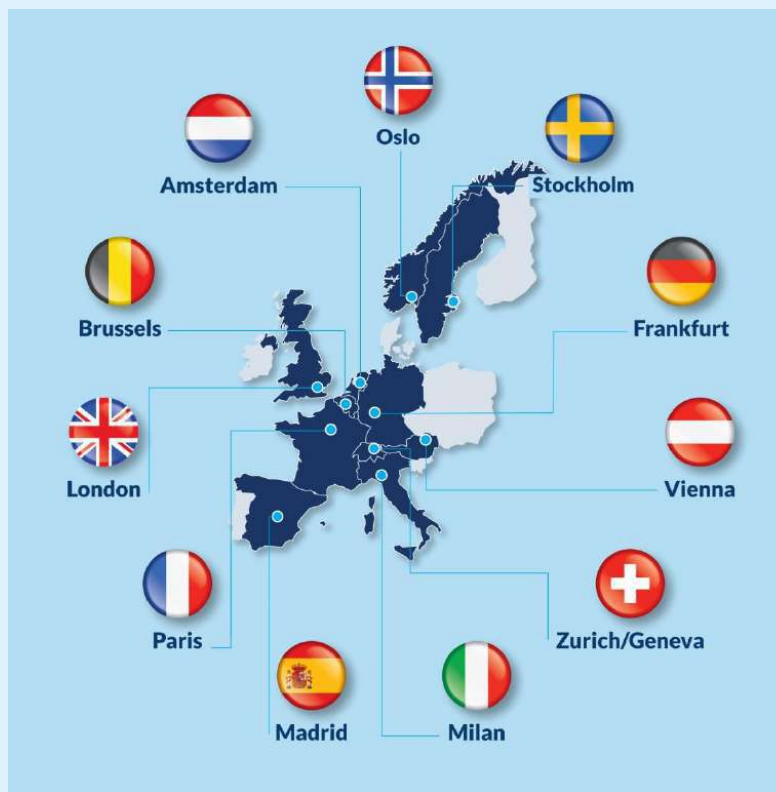 Oslo
Amsterdam
Stockholm
Brussels
Frankfurt
London
Vienna
Paris
Zurich/Geneva
Madrid
Milan